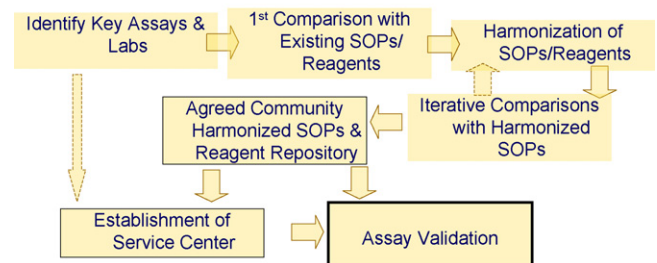 Identify Key Assays &
Labs
1st Comparison with
Existing SOPs/
Reagents
Harmonization of
SOPs/Reagents
Agreed Community
Harmonized SOPs &
Reagent Repository
Iterative Comparisons
with Harmonized
SOPs
Establishment of
Service Center
Assay Validation